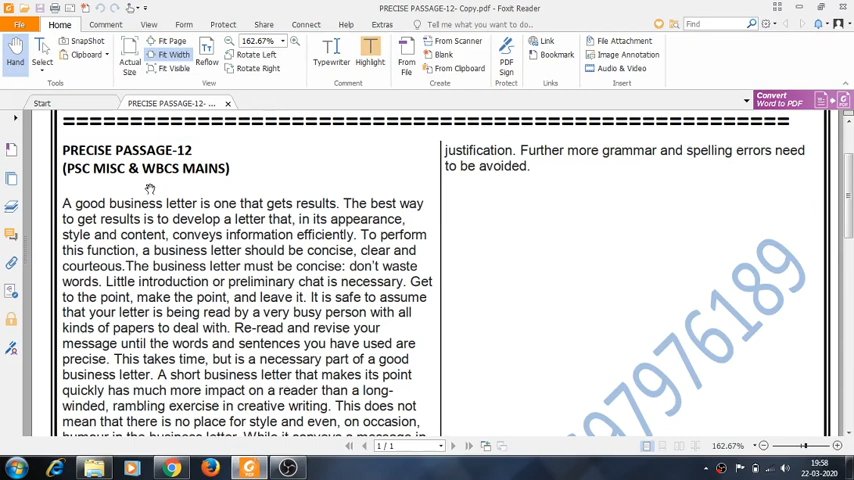 PRECISE PASSAGE-12- Copy.pdf - Foxit Reader
File Home Comment View Form Protect Share Connect Help Extras Tell me what you want to do... Find
Hand
Select
SnapShot
Clipboard
Tools
Actual Size
Fit Page
Fit Width
Fit Visible
Reflow
162.67%
Rotate Left
Rotate Right
View
Typewriter
Highlight
Comment
From File
From Scanner
Blank
From Clipboard
Create
PDF Sign
Protect
Link
Bookmark
Links
File Attachment
Image Annotation
Audio & Video
Insert
Start
PRECISE PASSAGE-12- ...
Convert
Word to PDF
PRECISE PASSAGE-12
(PSC MISC & WBCS MAINS)
A good business letter is one that gets results. The best way
to get results is to develop a letter that, in its appearance,
style and content, conveys information efficiently. To perform
this function, a business letter should be concise, clear and
courteous.The business letter must be concise: don't waste
words. Little introduction or preliminary chat is necessary. Get
to the point, make the point, and leave it. It is safe to assume
that your letter is being read by a very busy person with all
kinds of papers to deal with. Re-read and revise your
message until the words and sentences you have used are
precise. This takes time, but is a necessary part of a good
business letter. A short business letter that makes its point
quickly has much more impact on a reader than a long-
winded, rambling exercise in creative writing. This does not
mean that there is no place for style and even, on occasion,
humour in the business letter. While it conveys a message in
justification. Further more grammar and spelling errors need
to be avoided.
8979976189
1 / 1
162.67%
19:58
22-03-2020